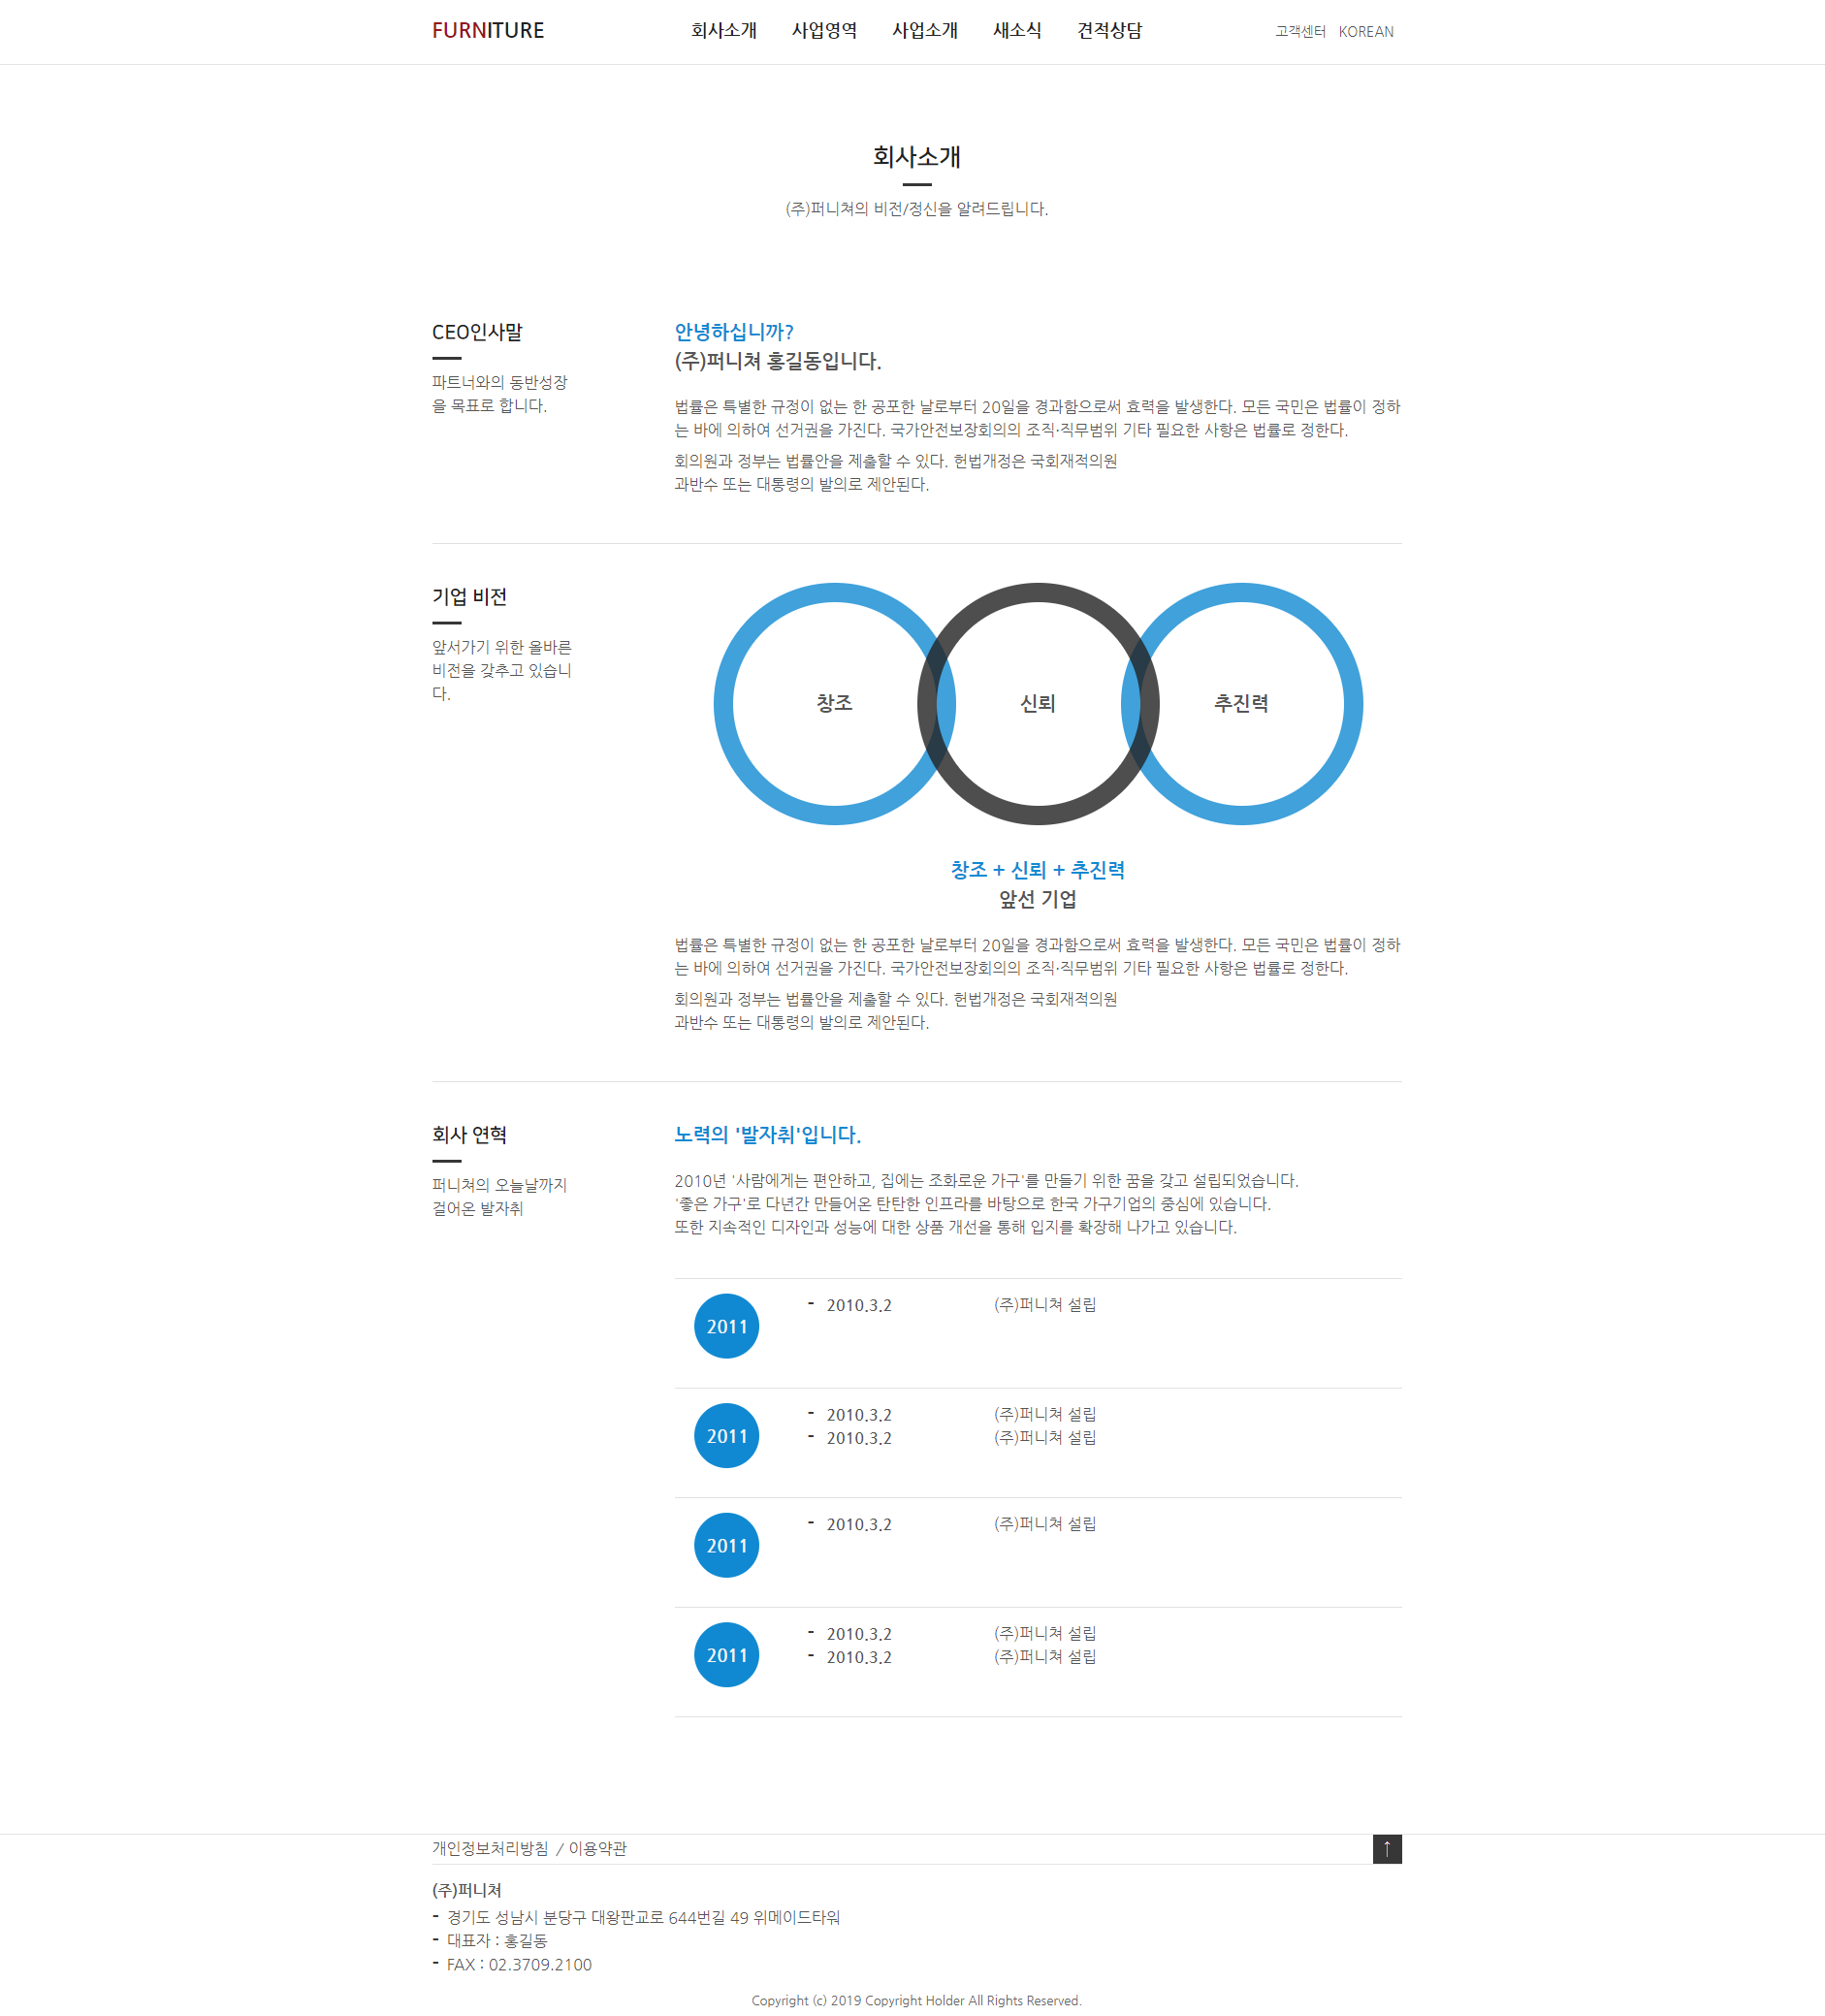 FURNITURE 회사소개 사업영역 사업소개 새소식 견적상담 고객센터 KOREAN
회사소개
(주)퍼니쳐의 비전/정신을 알려드립니다.
CEO인사말
파트너와의 동반성장
을 목표로 합니다.
안녕하십니까?
(주)퍼니쳐 홍길동입니다.
법률은 특별한 규정이 없는 한 공포한 날로부터 20일을 경과함으로써 효력을 발생한다. 모든 국민은 법률이 정하
는 바에 의하여 선거권을 가진다. 국가안전보장회의의 조직·직무범위 기타 필요한 사항은 법률로 정한다.
회의원과 정부는 법률안을 제출할 수 있다. 헌법개정은 국회재적의원
과반수 또는 대통령의 발의로 제안된다.
기업 비전
앞서가기 위한 올바른
비전을 갖추고 있습니
다.
창조 신뢰 추진력
창조 + 신뢰 + 추진력
앞선 기업
법률은 특별한 규정이 없는 한 공포한 날로부터 20일을 경과함으로써 효력을 발생한다. 모든 국민은 법률이 정하
는 바에 의하여 선거권을 가진다. 국가안전보장회의의 조직·직무범위 기타 필요한 사항은 법률로 정한다.
회의원과 정부는 법률안을 제출할 수 있다. 헌법개정은 국회재적의원
과반수 또는 대통령의 발의로 제안된다.
회사 연혁
퍼니쳐의 오늘날까지
걸어온 발자취
노력의 '발자취'입니다.
2010년 '사람에게는 편안하고, 집에는 조화로운 가구'를 만들기 위한 꿈을 갖고 설립되었습니다.
'좋은 가구'로 다년간 만들어온 탄탄한 인프라를 바탕으로 한국 가구기업의 중심에 있습니다.
또한 지속적인 디자인과 성능에 대한 상품 개선을 통해 입지를 확장해 나가고 있습니다.
2011
- 2010.3.2 (주)퍼니쳐 설립
2011
- 2010.3.2 (주)퍼니쳐 설립
- 2010.3.2 (주)퍼니쳐 설립
2011
- 2010.3.2 (주)퍼니쳐 설립
2011
- 2010.3.2 (주)퍼니쳐 설립
- 2010.3.2 (주)퍼니쳐 설립
개인정보처리방침 / 이용약관 ↑
(주)퍼니쳐
- 경기도 성남시 분당구 대왕판교로 644번길 49 위메이드타워
- 대표자 : 홍길동
- FAX : 02.3709.2100
Copyright (c) 2019 Copyright Holder All Rights Reserved.